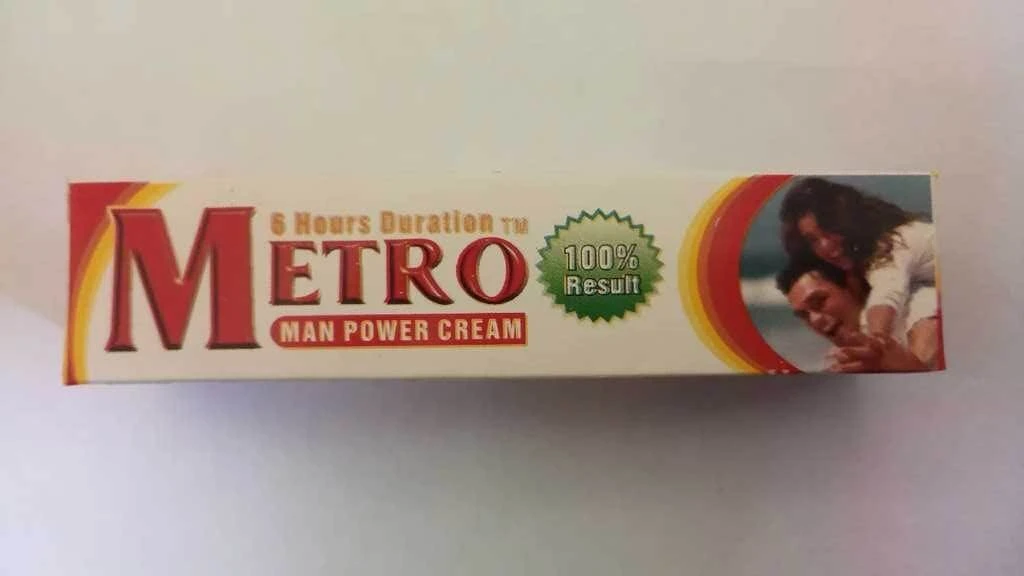 6 Hours Duration TM
METRO
MAN POWER CREAM
100%
Result